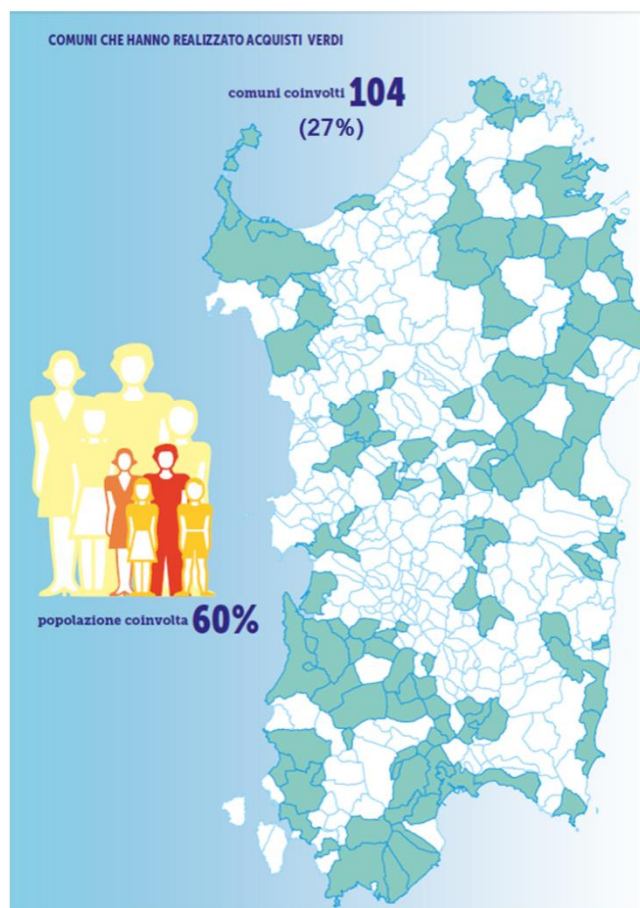 COMUNI CHE HANNO REALIZZATO ACQUISTI VERDI
comuni coinvolti 104
(27%)
popolazione coinvolta 60%